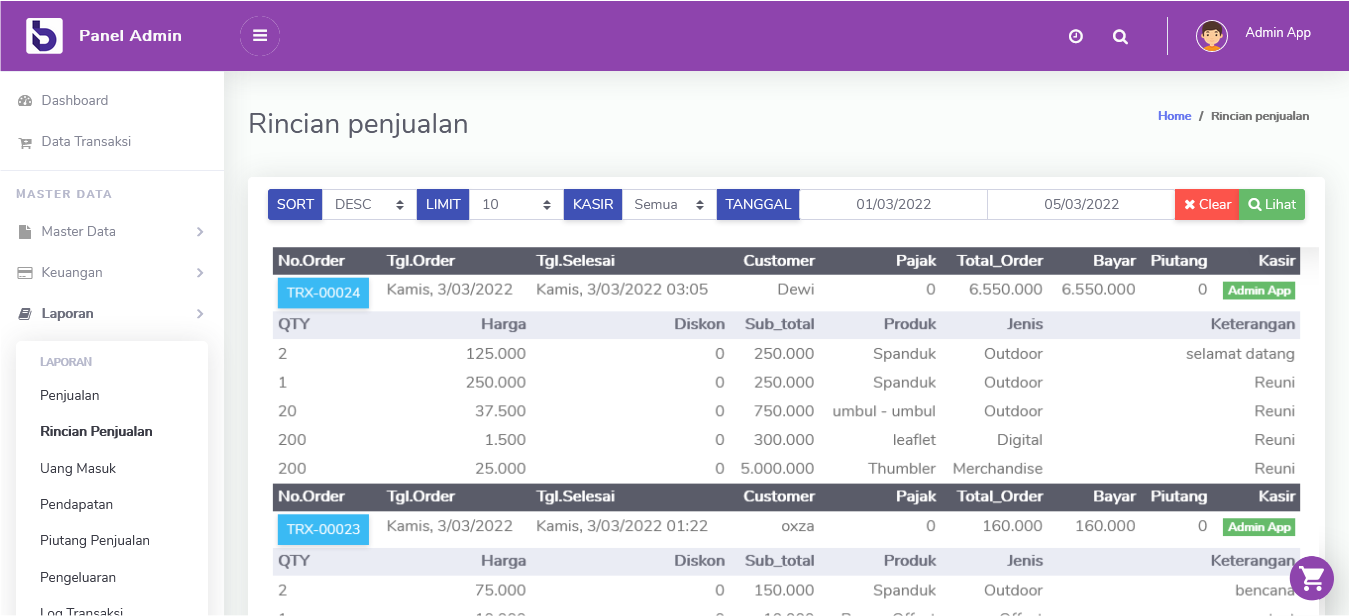 Panel Admin
Admin App
Dashboard
Data Transaksi
MASTER DATA
Master Data
Keuangan
Laporan
LAPORAN
Penjualan
Rincian Penjualan
Uang Masuk
Pendapatan
Piutang Penjualan
Pengeluaran
Log Transaksi
Rincian penjualan
Home / Rincian penjualan
SORT DESC LIMIT 10 KASIR Semua TANGGAL 01/03/2022 05/03/2022 Clear Lihat
No.Order Tgl.Order Tgl.Selesai Customer Pajak Total_Order Bayar Piutang Kasir
TRX-00024 Kamis, 3/03/2022 Kamis, 3/03/2022 03:05 Dewi 0 6.550.000 6.550.000 0 Admin App
QTY Harga Diskon Sub_total Produk Jenis Keterangan
2 125.000 0 250.000 Spanduk Outdoor selamat datang
1 250.000 0 250.000 Spanduk Outdoor Reuni
20 37.500 0 750.000 umbul - umbul Outdoor Reuni
200 1.500 0 300.000 leaflet Digital Reuni
200 25.000 0 5.000.000 Thumbler Merchandise Reuni
No.Order Tgl.Order Tgl.Selesai Customer Pajak Total_Order Bayar Piutang Kasir
TRX-00023 Kamis, 3/03/2022 Kamis, 3/03/2022 01:22 oxza 0 160.000 160.000 0 Admin App
QTY Harga Diskon Sub_total Produk Jenis Keterangan
2 75.000 0 150.000 Spanduk Outdoor bencana